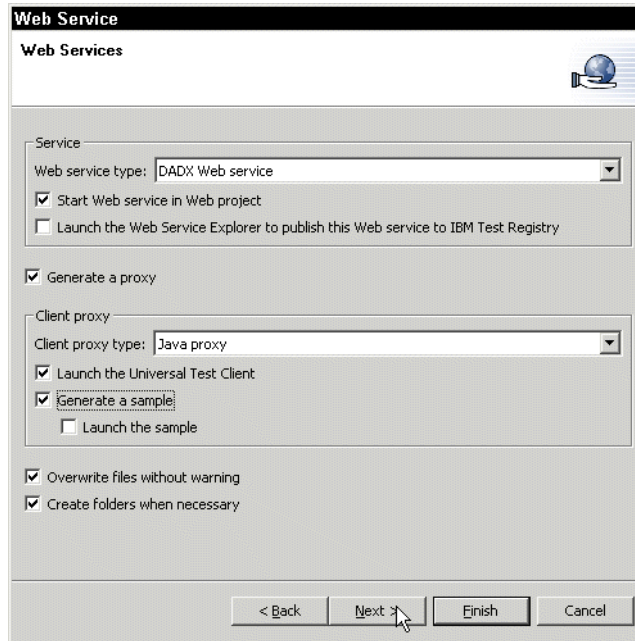 Web Service
Web Services
Service
Web service type: DADX Web service
Start Web service in Web project
Launch the Web Service Explorer to publish this Web service to IBM Test Registry
Generate a proxy
Client proxy
Client proxy type: Java proxy
Launch the Universal Test Client
Generate a sample
Launch the sample
Overwrite files without warning
Create folders when necessary
< Back Next > Finish Cancel